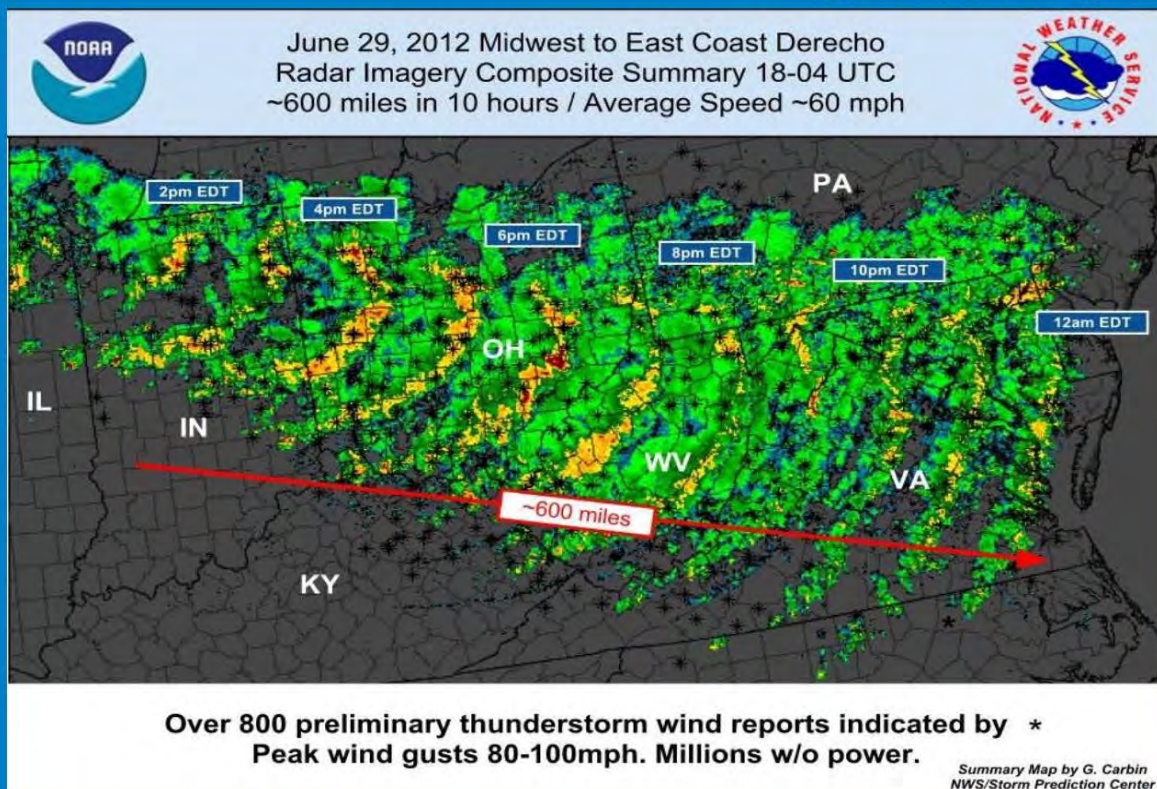 NOAA
June 29, 2012 Midwest to East Coast Derecho
Radar Imagery Composite Summary 18-04 UTC
~600 miles in 10 hours / Average Speed ~60 mph
NATIONAL WEATHER SERVICE
PA
2pm EDT
4pm EDT
6pm EDT
8pm EDT
10pm EDT
12am EDT
OH
IL
IN
WV
VA
~600 miles
KY
Over 800 preliminary thunderstorm wind reports indicated by *
Peak wind gusts 80-100mph. Millions w/o power.
Summary Map by G. Carbin
NWS/Storm Prediction Center